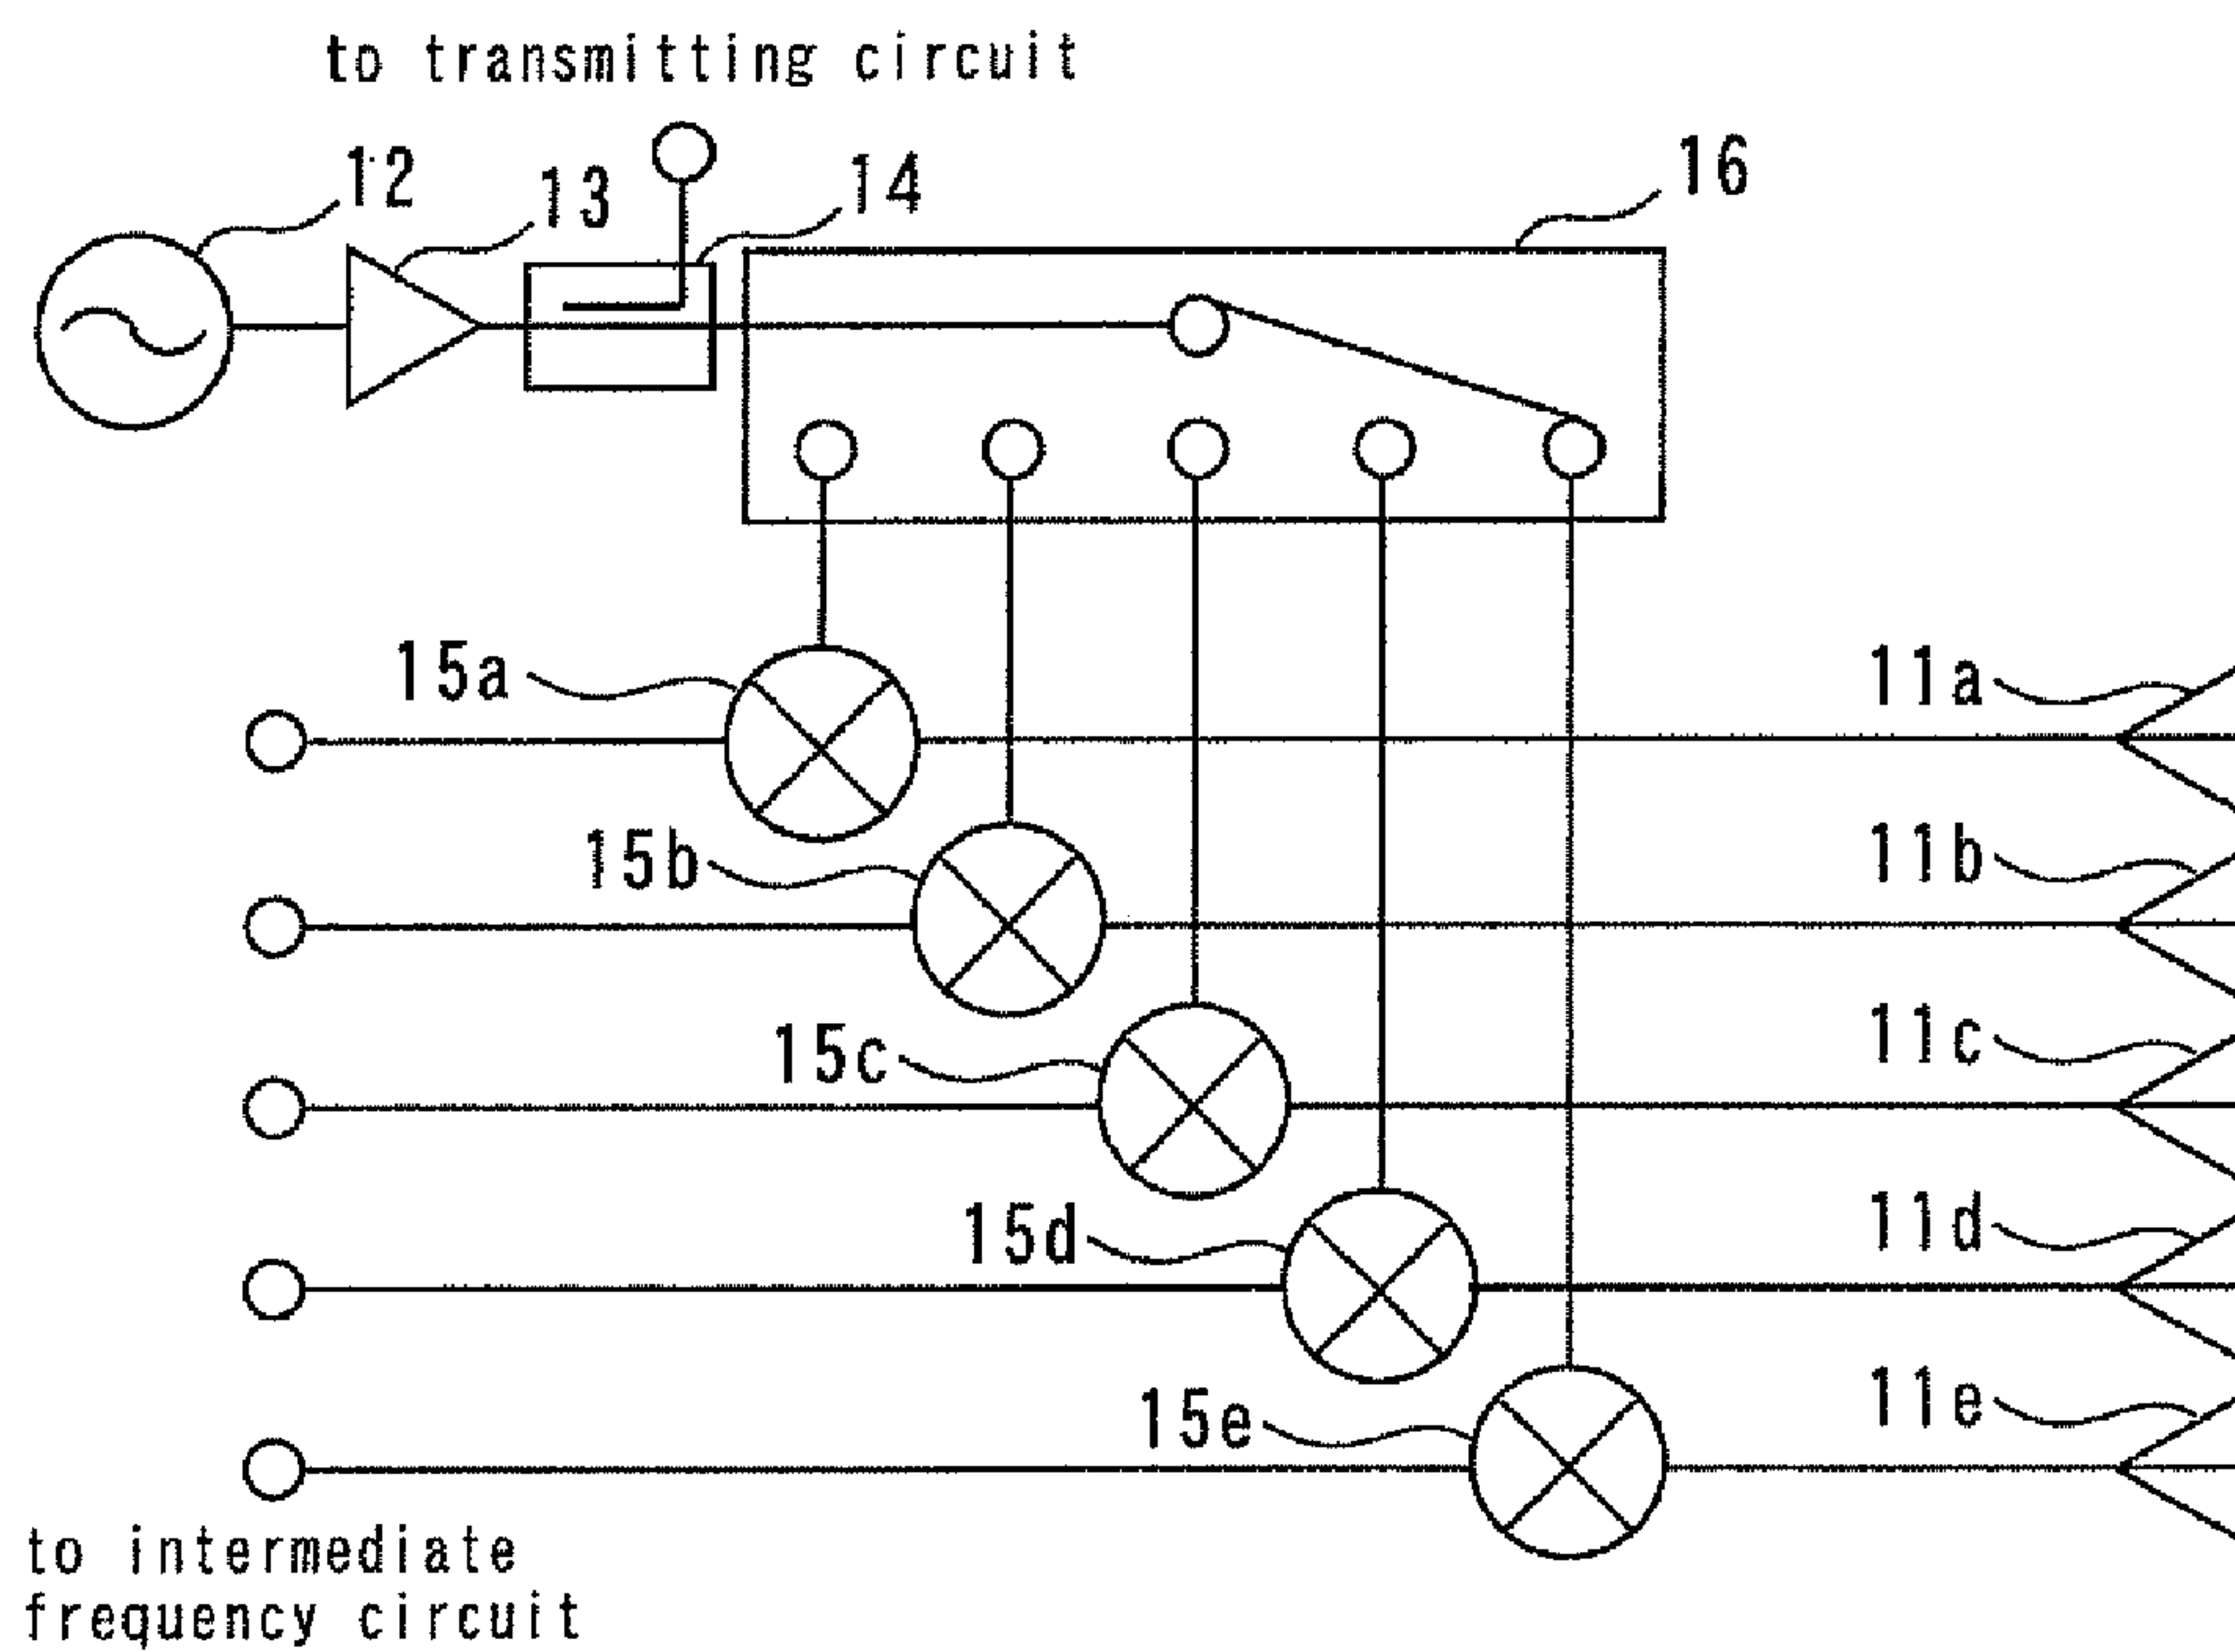 to transmitting circuit
12
13
14
16
15a
11a
15b
11b
15c
11c
15d
11d
15e
11e
to intermediate
frequency circuit